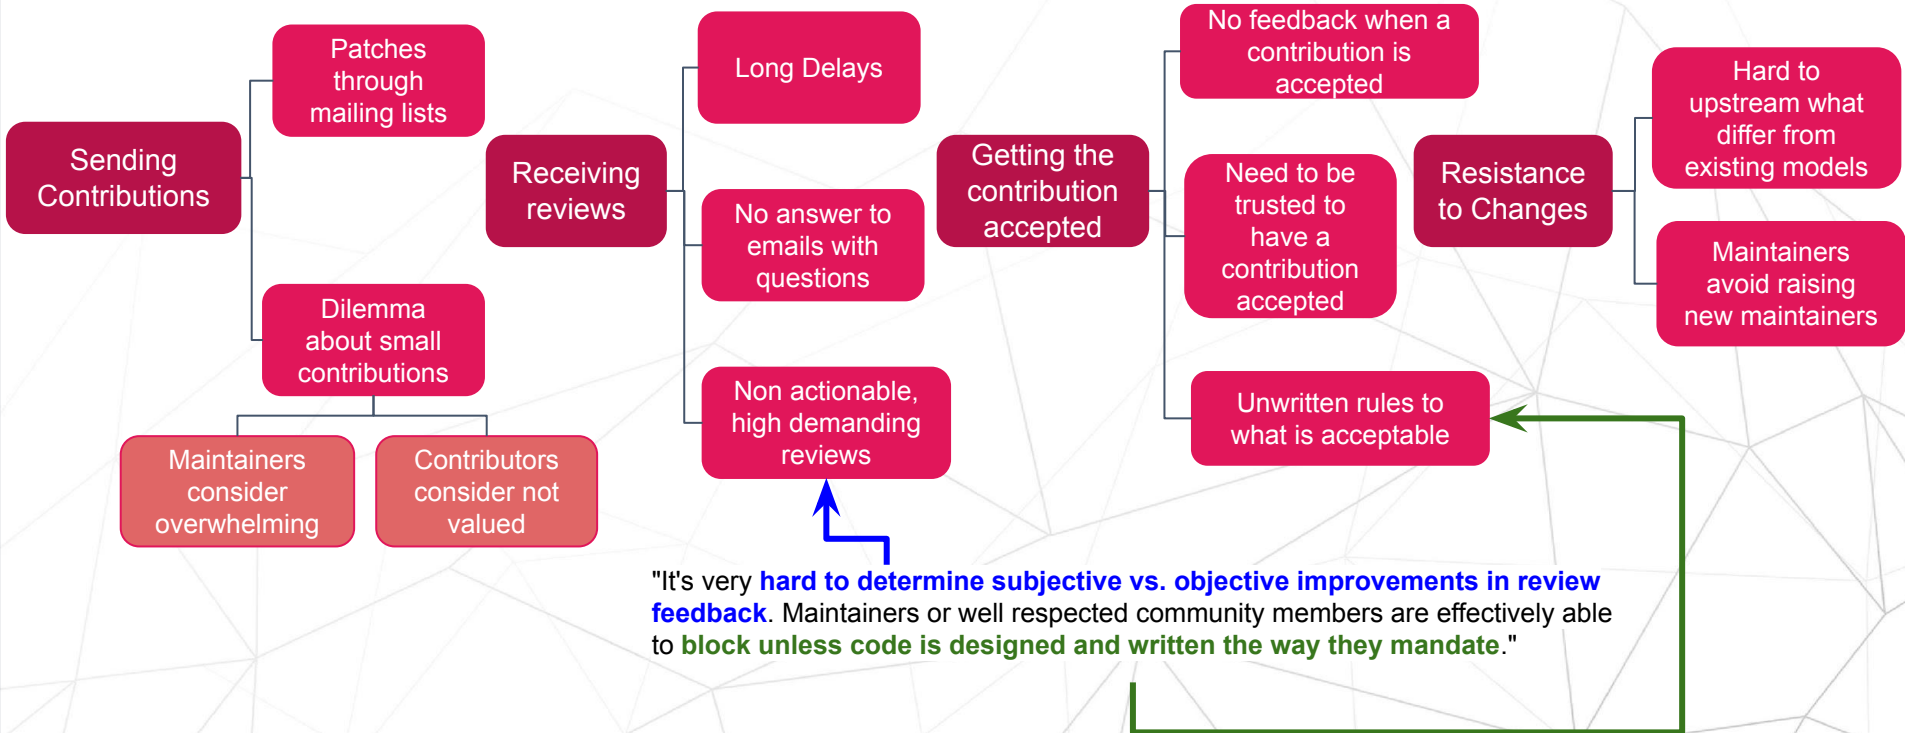 Sending
Contributions
Patches
through
mailing lists
Dilemma
about small
contributions
Maintainers
consider
overwhelming
Contributors
consider not
valued
Receiving
reviews
Long Delays
No answer to
emails with
questions
Non actionable,
high demanding
reviews
Getting the
contribution
accepted
No feedback when a
contribution is
accepted
Need to be
trusted to
have a
contribution
accepted
Unwritten rules to
what is acceptable
Resistance
to Changes
Hard to
upstream what
differ from
existing models
Maintainers
avoid raising
new maintainers
"It's very hard to determine subjective vs. objective improvements in review
feedback. Maintainers or well respected community members are effectively able
to block unless code is designed and written the way they mandate."